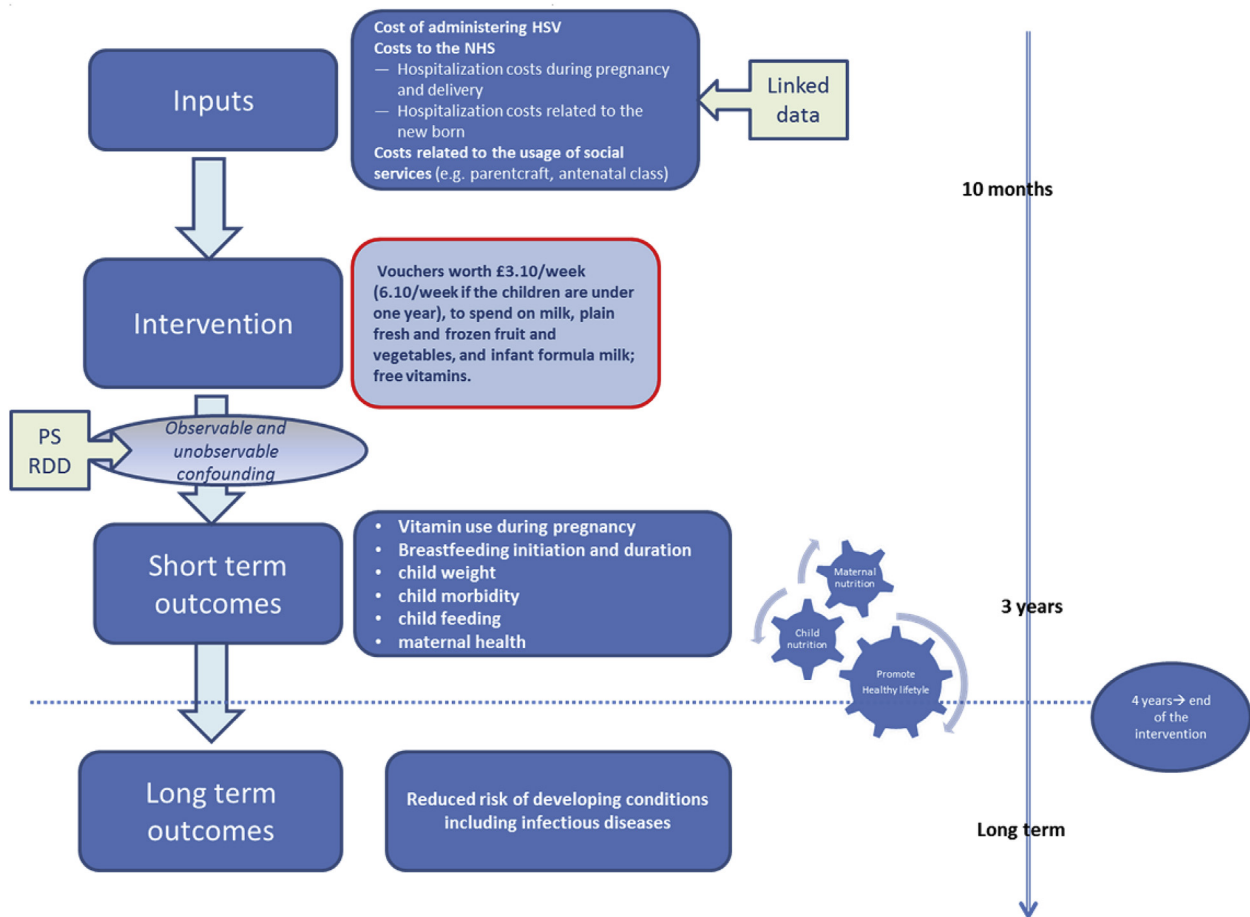 Inputs
Cost of administering HSV
Costs to the NHS
— Hospitalization costs during pregnancy
and delivery
— Hospitalization costs related to the
new born
Costs related to the usage of social
services (e.g. parentcraft, antenatal class)
Linked
data
10 months
Intervention
Vouchers worth £3.10/week
(6.10/week if the children are under
one year), to spend on milk, plain
fresh and frozen fruit and
vegetables, and infant formula milk;
free vitamins.
PS
RDD
Observable and
unobservable
confounding
Short term
outcomes
• Vitamin use during pregnancy
• Breastfeeding initiation and duration
• child weight
• child morbidity
• child feeding
• maternal health
Maternal
nutrition
Child
nutrition
Promote
Healthy lifetyle
3 years
4 years→ end
of the
intervention
Long term
outcomes
Reduced risk of developing conditions
including infectious diseases
Long term